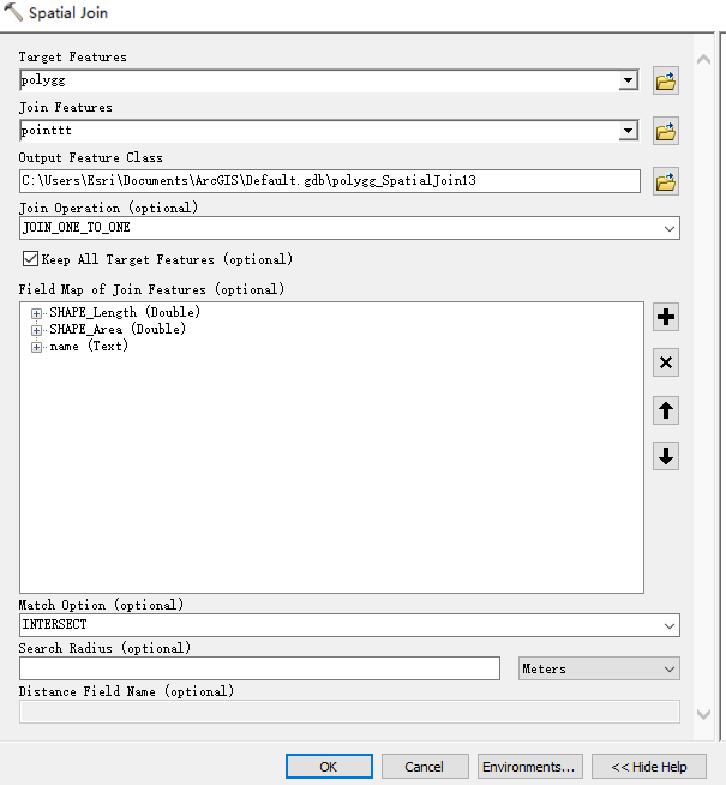 Spatial Join
Target Features
polygg
Join Features
pointtt
Output Feature Class
C:\Users\Esri\Documents\ArcGIS\Default.gdb\polygg_SpatialJoin13
Join Operation (optional)
JOIN_ONE_TO_ONE
Keep All Target Features (optional)
Field Map of Join Features (optional)
SHAPE_Length (Double)
SHAPE_Area (Double)
name (Text)
Match Option (optional)
INTERSECT
Search Radius (optional)
Meters
Distance Field Name (optional)
OK Cancel Environments... << Hide Help